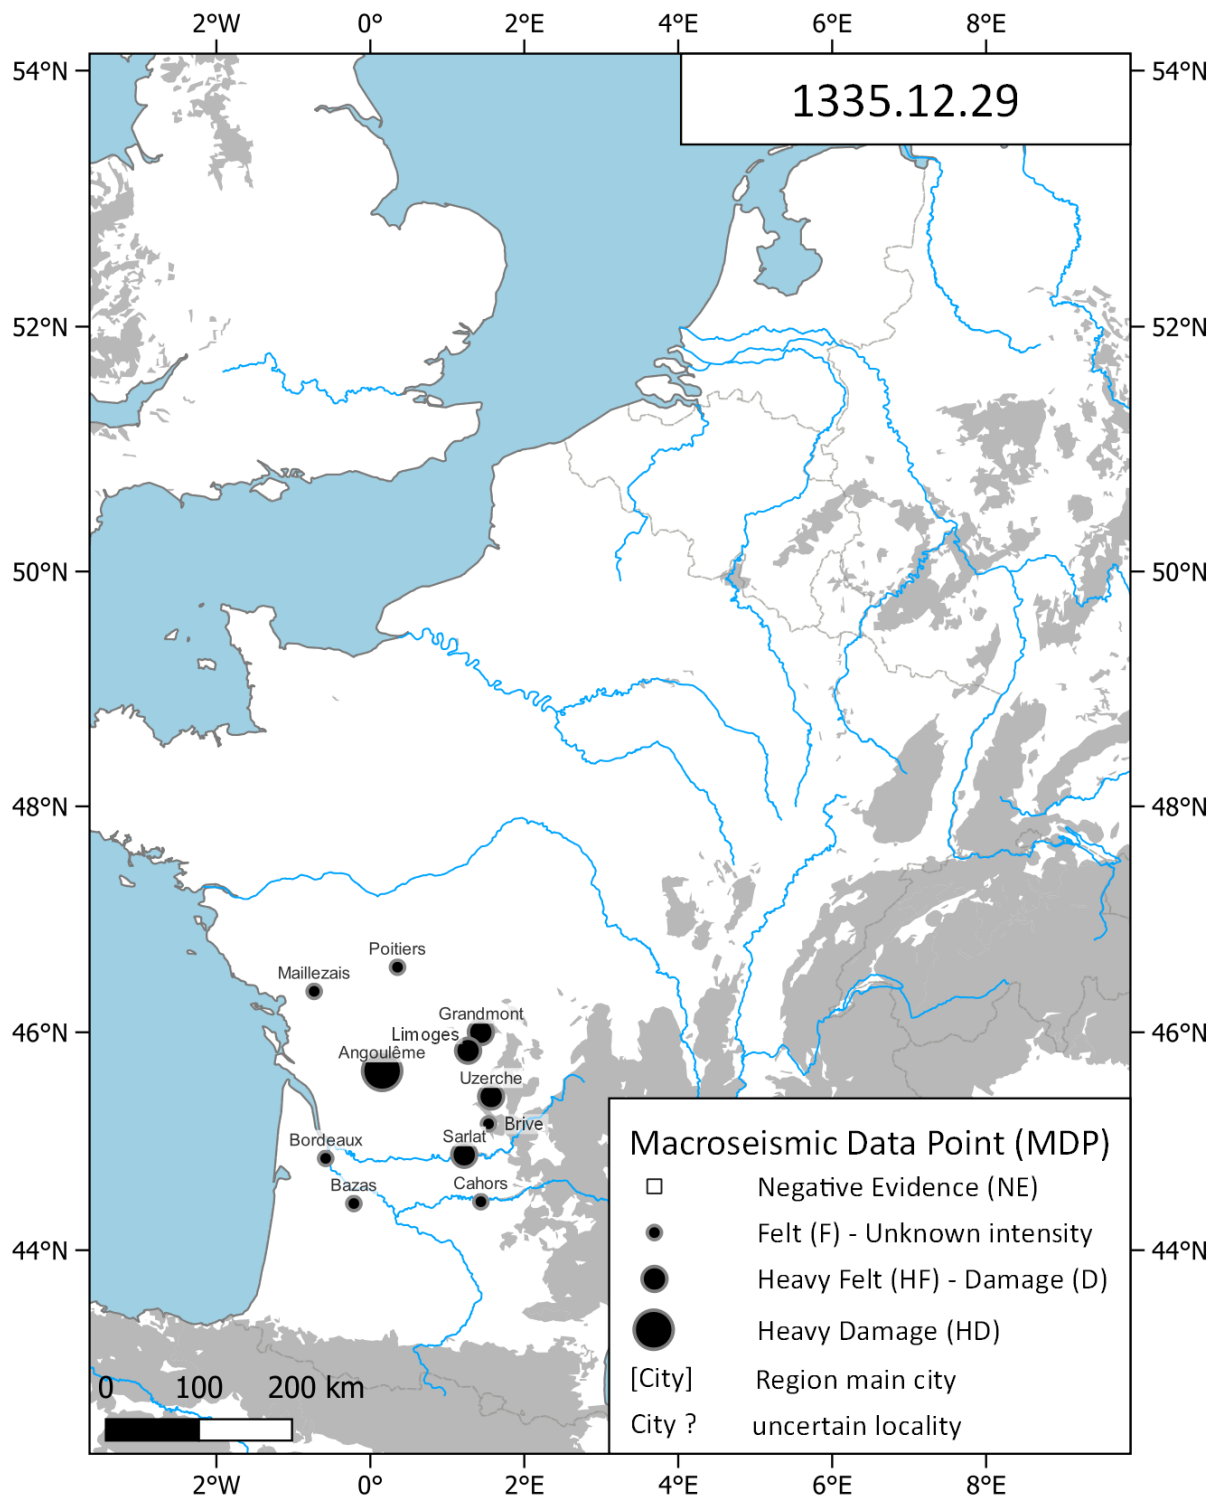 2°W 0° 2°E 4°E 6°E 8°E
54°N 54°N
1335.12.29
52°N 52°N
50°N 50°N
48°N 48°N
Poitiers
Maillezais
Grandmont
46°N 46°N
Limoges
Angoulême
Uzerche
Brive
Sarlat
Bordeaux
Bazas
Cahors
44°N 44°N
Macroseismic Data Point (MDP)
Negative Evidence (NE)
Felt (F) - Unknown intensity
Heavy Felt (HF) - Damage (D)
Heavy Damage (HD)
[City] Region main city
City ? uncertain locality
0 100 200 km
2°W 0° 2°E 4°E 6°E 8°E